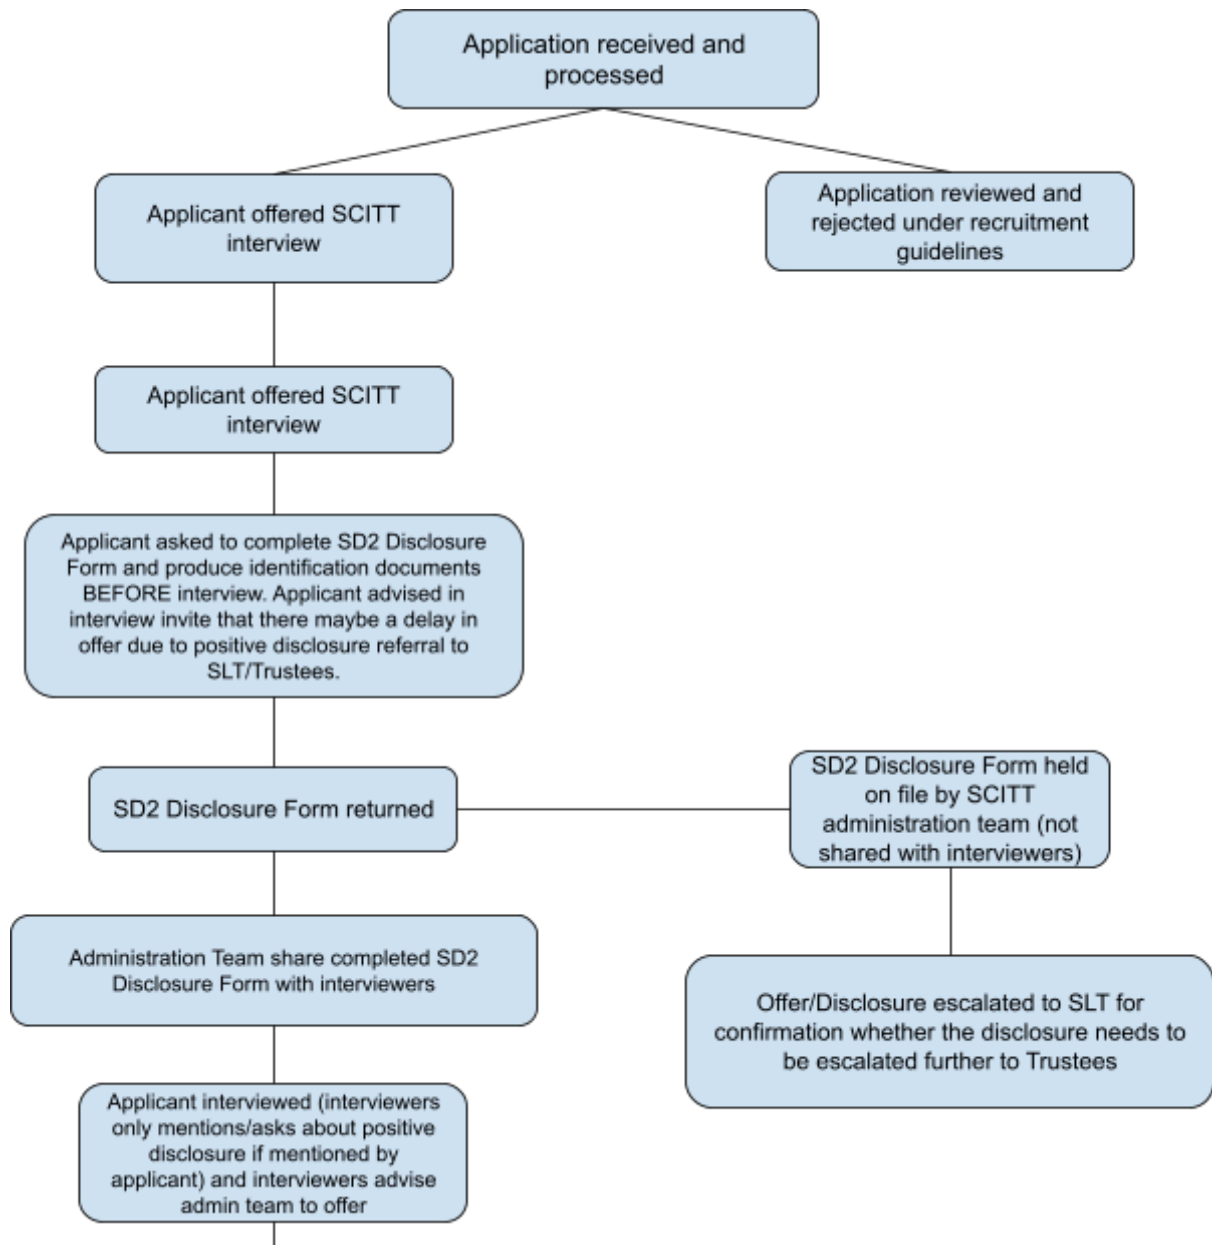 Application received and
processed
Applicant offered SCITT
interview
Application reviewed and
rejected under recruitment
guidelines
Applicant offered SCITT
interview
Applicant asked to complete SD2 Disclosure
Form and produce identification documents
BEFORE interview. Applicant advised in
interview invite that there maybe a delay in
offer due to positive disclosure referral to
SLT/Trustees.
SD2 Disclosure Form returned
SD2 Disclosure Form held
on file by SCITT
administration team (not
shared with interviewers)
Administration Team share completed SD2
Disclosure Form with interviewers
Offer/Disclosure escalated to SLT for
confirmation whether the disclosure needs to
be escalated further to Trustees
Applicant interviewed (interviewers
only mentions/asks about positive
disclosure if mentioned by
applicant) and interviewers advise
admin team to offer